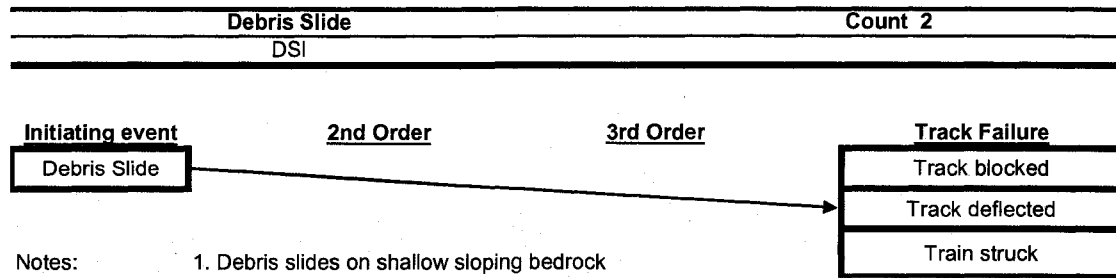 Debris Slide Count 2
DSI
Initiating event 2nd Order 3rd Order Track Failure
Debris Slide Track blocked
Track deflected
Train struck
Notes: 1. Debris slides on shallow sloping bedrock